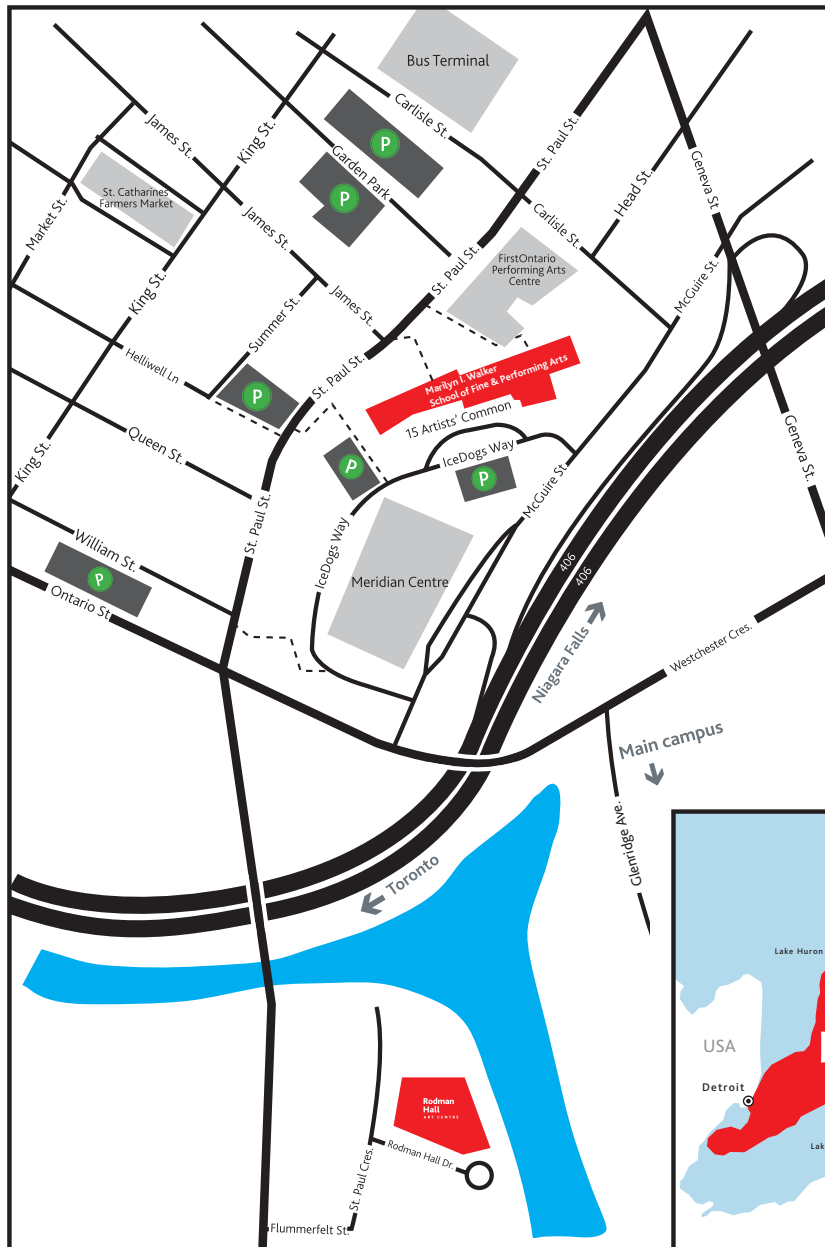 Bus Terminal
Carlisle St.
St. Paul St.
James St.
King St.
P
Garden Park
P
Geneva St
Head St.
St. Catharines
Farmers Market
Market St.
James St.
Carlisle St.
FirstOntario
Performing Arts
Centre
St. Paul St.
McGuire St.
King St.
James St.
Summer St.
Helliwell Ln
St. Paul St.
Marilyn I. Walker
School of Fine & Performing Arts
P
15 Artists' Common
Geneva St.
Queen St.
King St.
P
IceDogs Way
P
McGuire St.
St. Paul St.
IceDogs Way
William St.
406
406
P
Meridian Centre
Ontario St.
Niagara Falls
Westchester Cres.
Main campus
Glenridge Ave.
Toronto
Lake Huron
USA
Detroit
Lak
Rodman
Hall
ART CENTRE
Rodman Hall Dr.
St. Paul Cres.
Flummerfelt St.